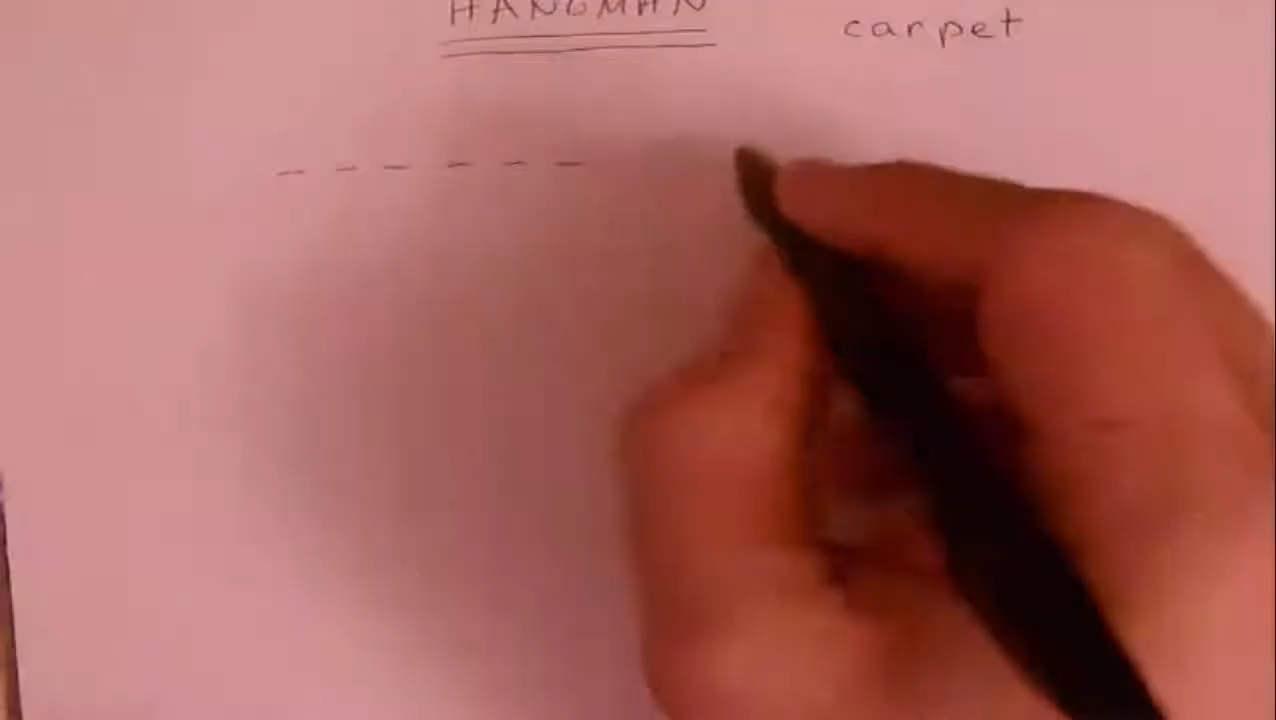 HANGMAN
carpet
_ _ _ _ _ _